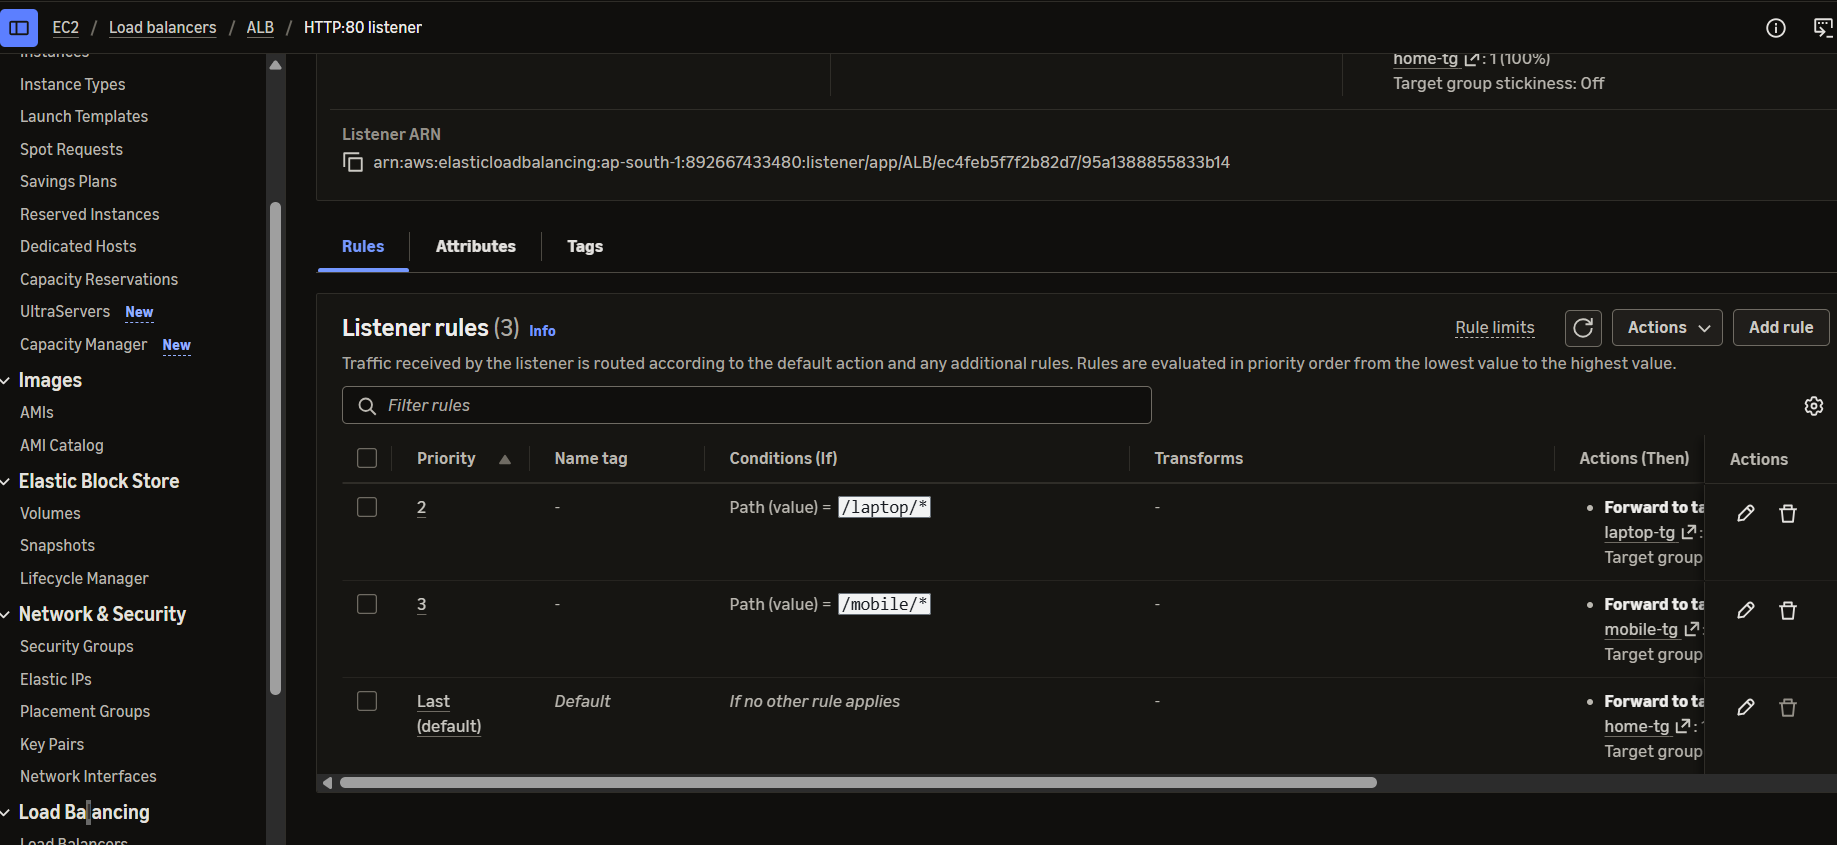 EC2 / Load balancers / ALB / HTTP:80 listener
Instances
Instance Types
Launch Templates
Spot Requests
Savings Plans
Reserved Instances
Dedicated Hosts
Capacity Reservations
UltraServers New
Capacity Manager New
Images
AMIs
AMI Catalog
Elastic Block Store
Volumes
Snapshots
Lifecycle Manager
Network & Security
Security Groups
Elastic IPs
Placement Groups
Key Pairs
Network Interfaces
Load Balancing
Load Balancers
home-tg : 1 (100%)
Target group stickiness: Off
Listener ARN
arn:aws:elasticloadbalancing:ap-south-1:892667433480:listener/app/ALB/ec4feb5f7f2b82d7/95a1388855833b14
Rules Attributes Tags
Listener rules (3) Info Rule limits Actions Add rule
Traffic received by the listener is routed according to the default action and any additional rules. Rules are evaluated in priority order from the lowest value to the highest value.
Filter rules
Priority Name tag Conditions (If) Transforms Actions (Then) Actions
2 - Path (value) = /laptop/* - • Forward to ta
laptop-tg :
Target group
3 - Path (value) = /mobile/* - • Forward to ta
mobile-tg :
Target group
Last Default If no other rule applies - • Forward to ta
(default) home-tg :
Target group